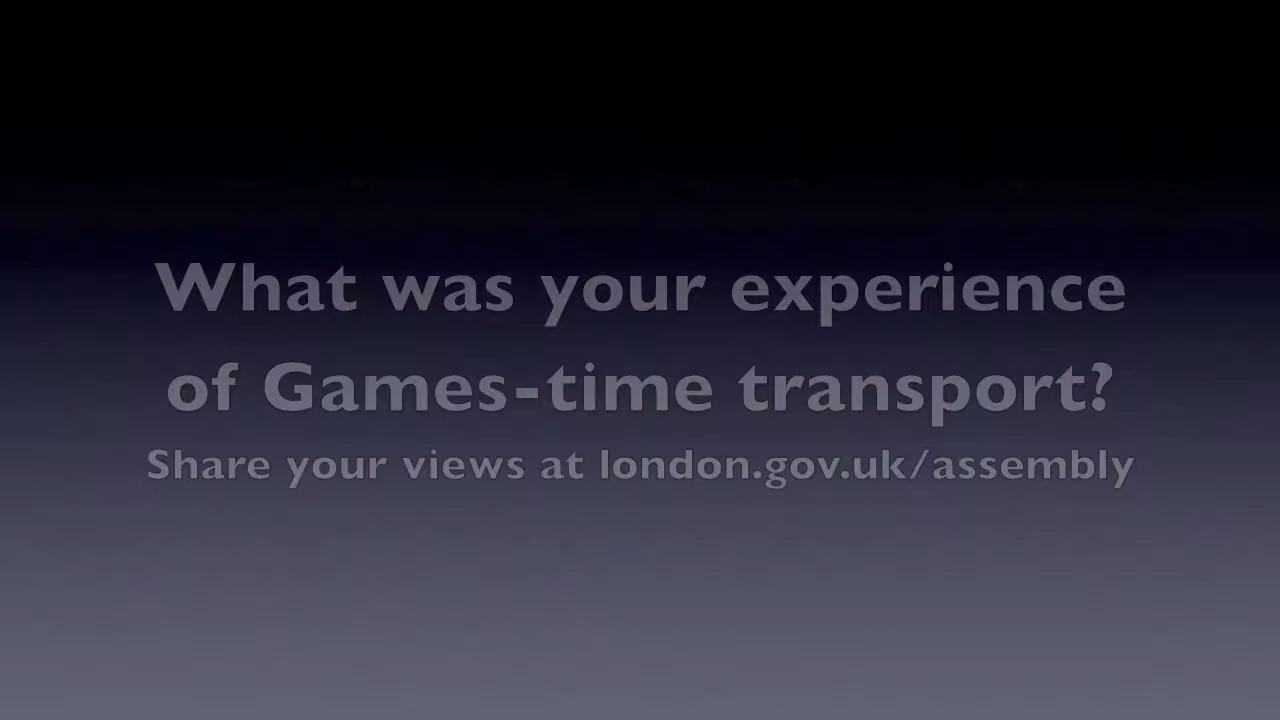 What was your experience
of Games-time transport?
Share your views at london.gov.uk/assembly